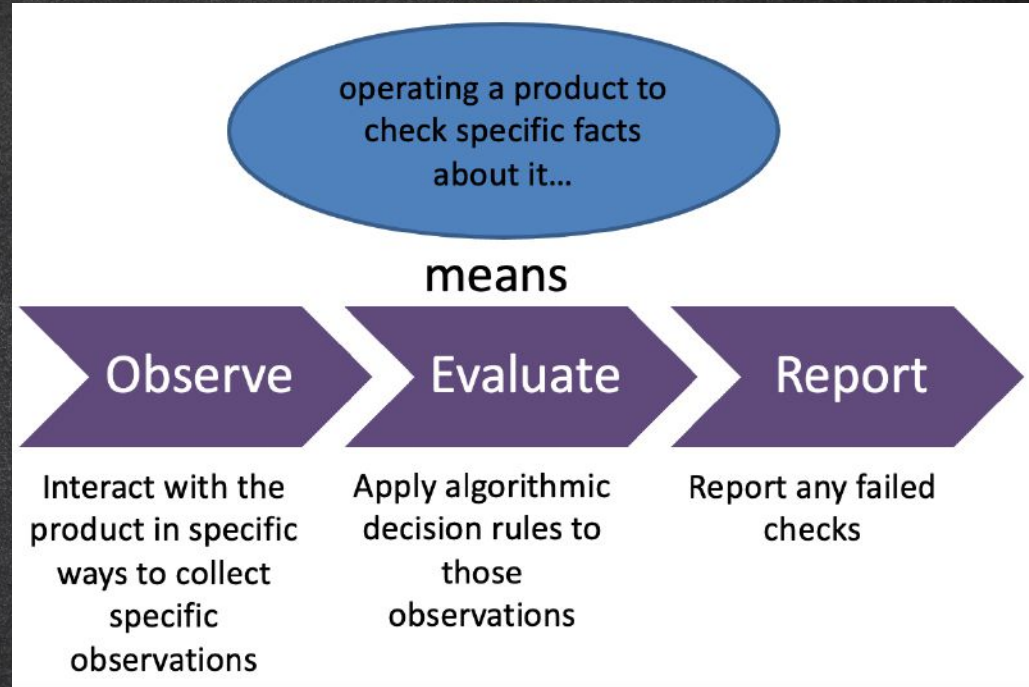 operating a product to
check specific facts
about it...
means
Observe
Evaluate
Report
Interact with the
product in specific
ways to collect
specific
observations
Apply algorithmic
decision rules to
those
observations
Report any failed
checks